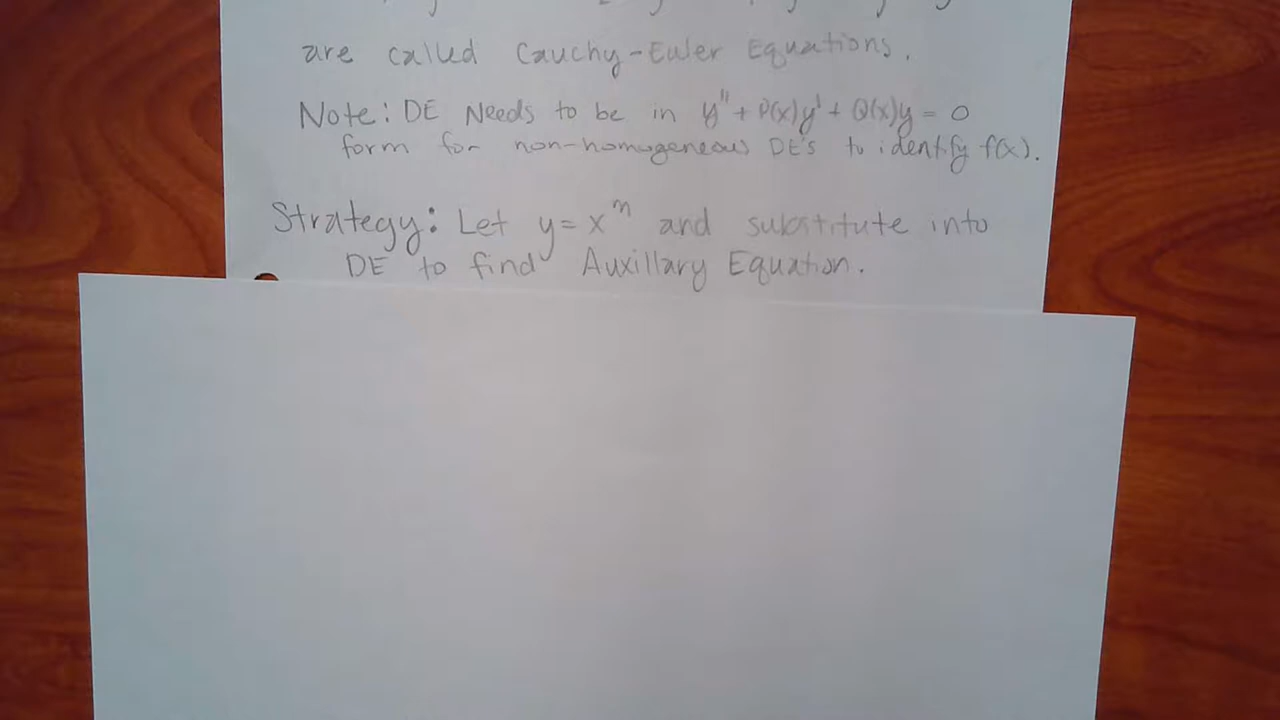 are called Cauchy-Euler Equations.
Note: DE Needs to be in y'' + P(x)y' + Q(x)y = 0
form for non-homogeneous DE's to identify f(x).
Strategy: Let y = x^m and substitute into
DE to find Auxillary Equation.